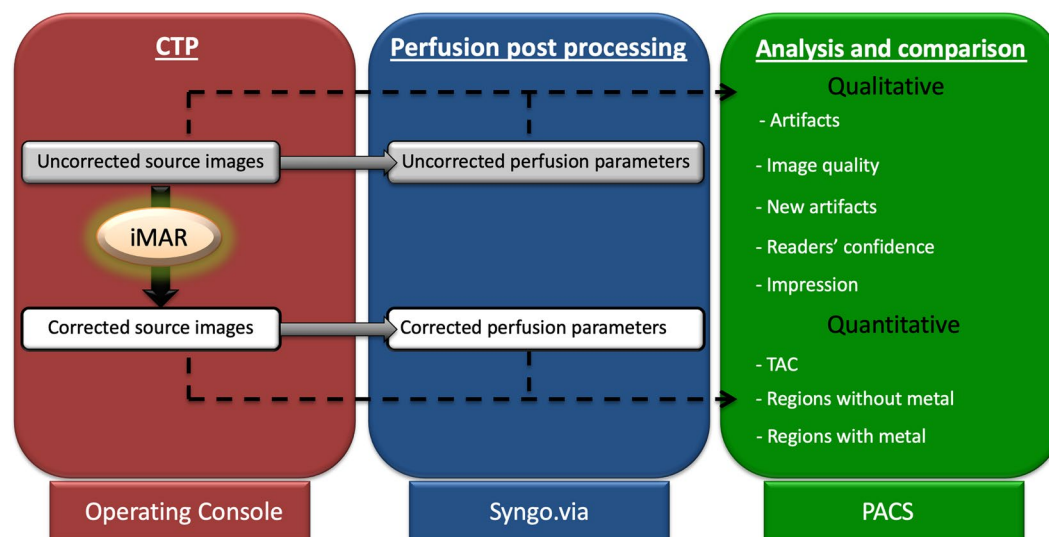 CTP
Uncorrected source images
iMAR
Corrected source images
Operating Console
Perfusion post processing
Uncorrected perfusion parameters
Corrected perfusion parameters
Syngo.via
Analysis and comparison
Qualitative
- Artifacts
- Image quality
- New artifacts
- Readers’ confidence
- Impression
Quantitative
- TAC
- Regions without metal
- Regions with metal
PACS